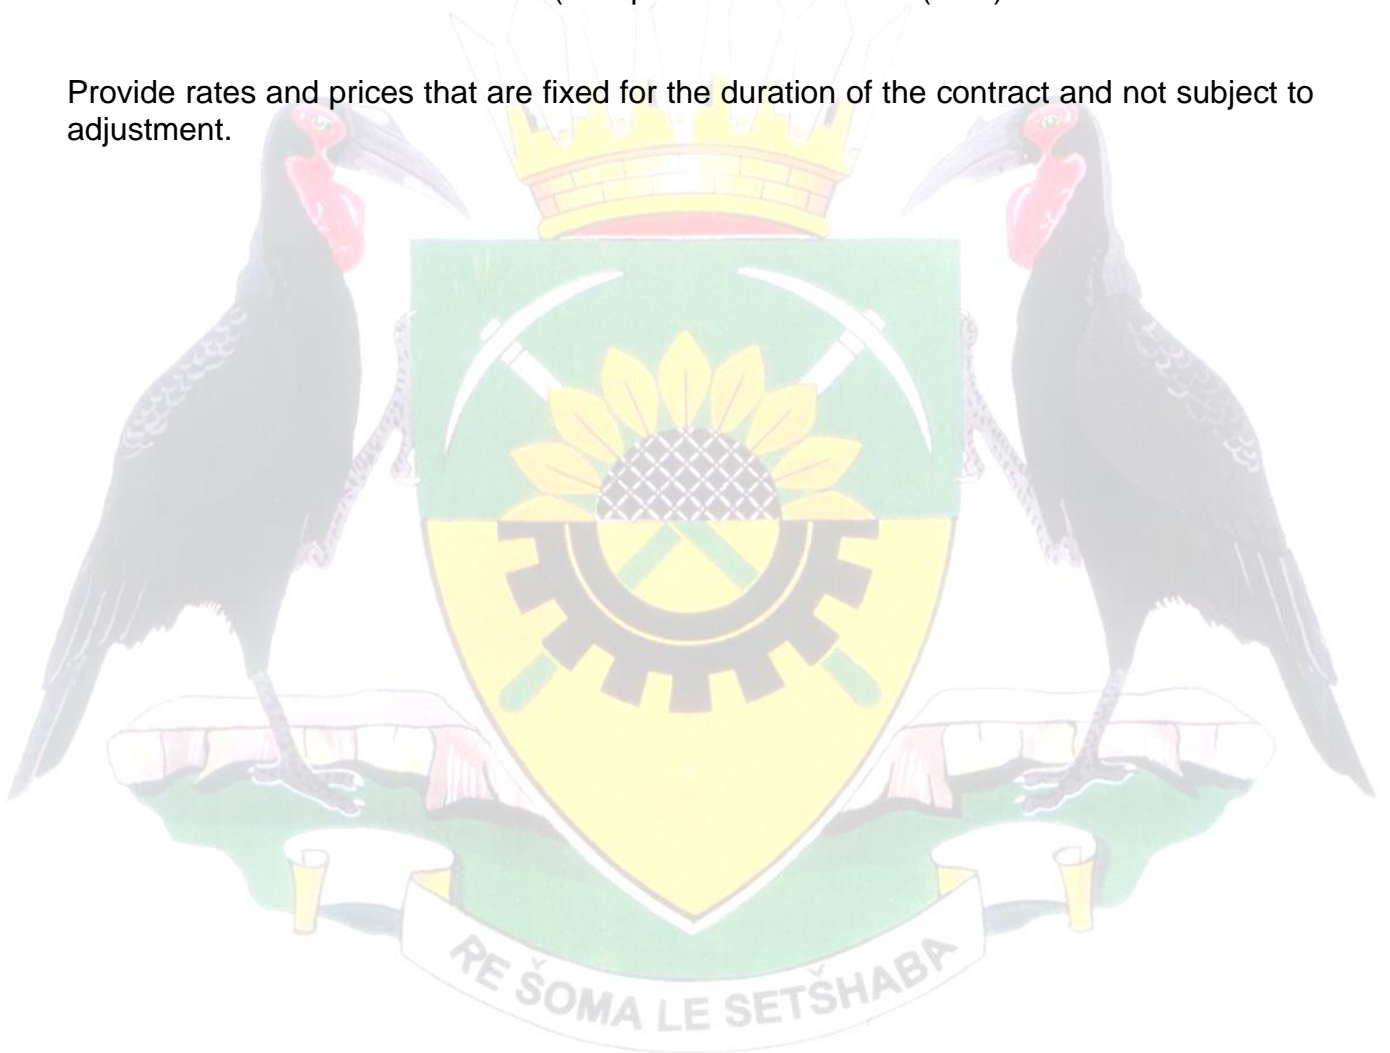 Provide rates and prices that are fixed for the duration of the contract and not subject to
adjustment.
RE ŠOMA LE SETŠHABA